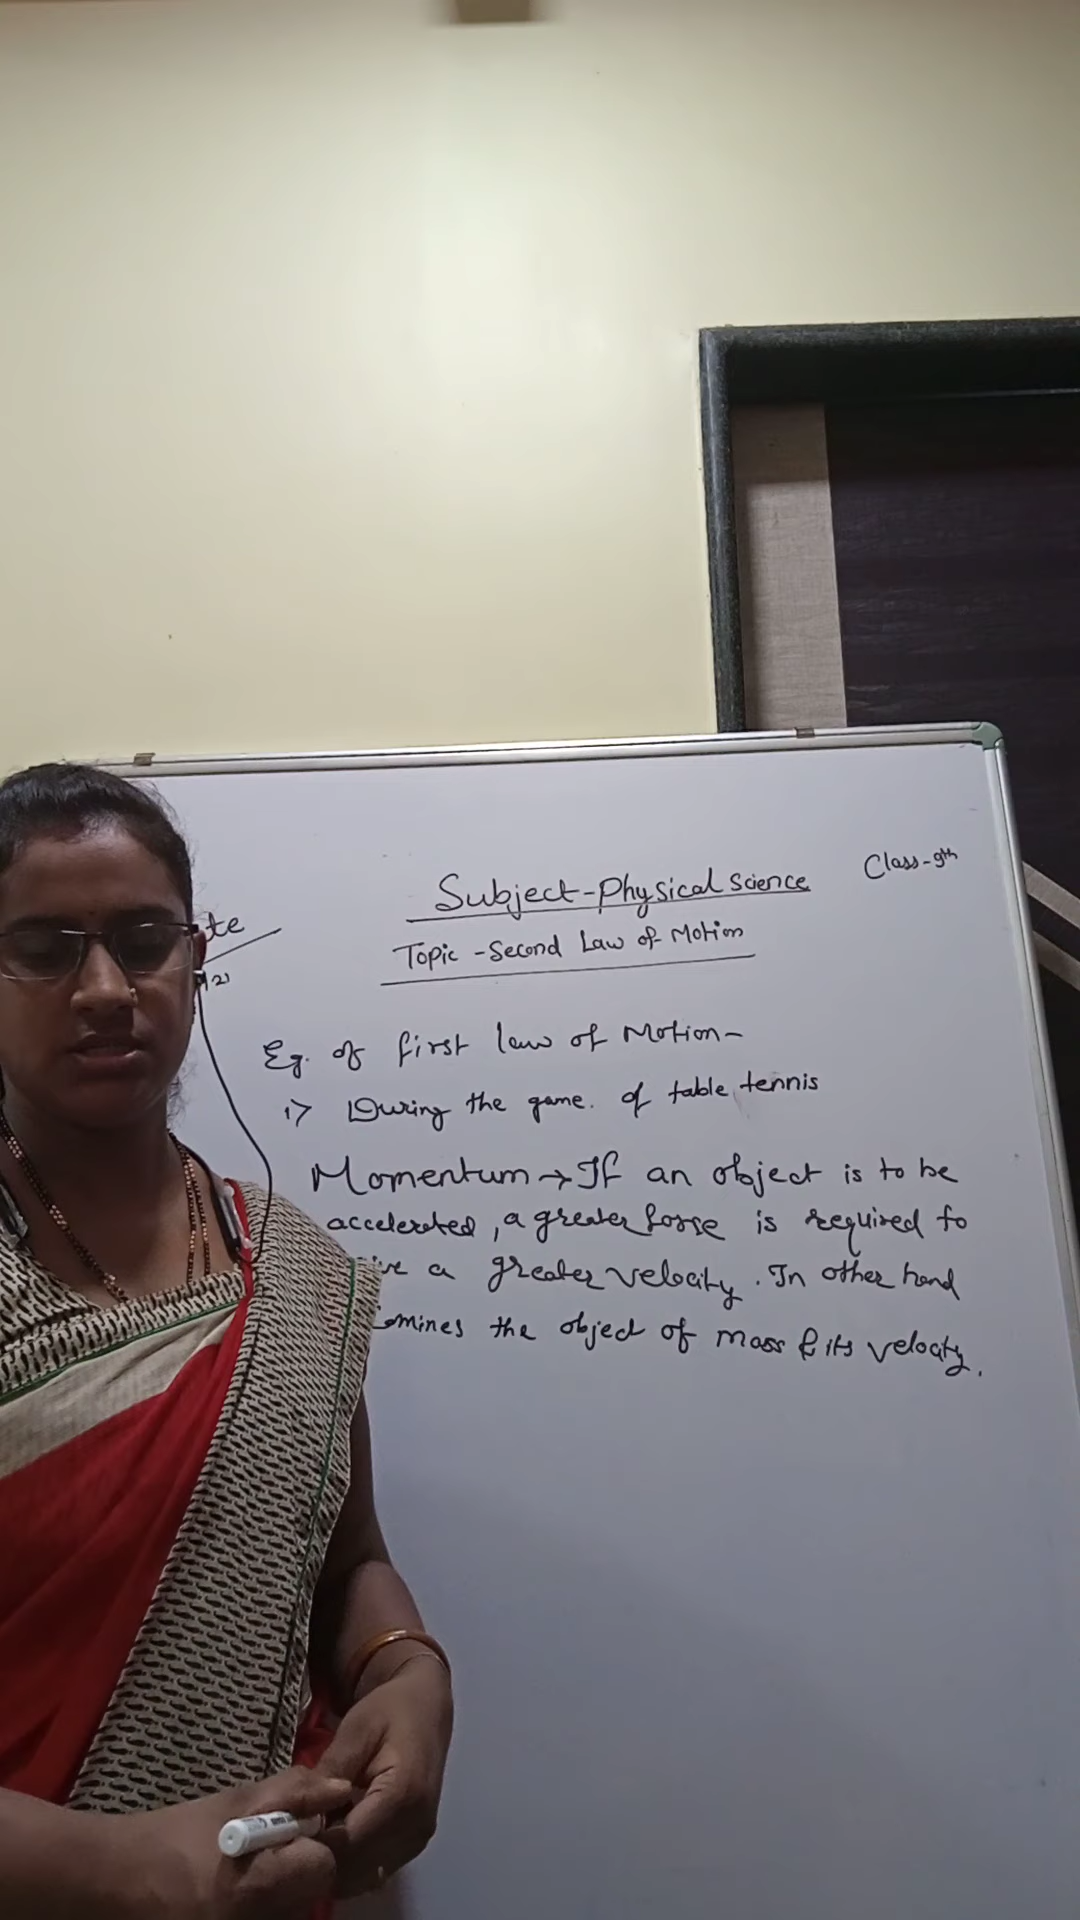 Subject-Physical Science
Class-9th
Topic -Second Law of Motion
Eg. of first law of Motion-
1> During the game. of table tennis
Momentum → If an object is to be
accelerated, a greater force is required to
a greater velocity. In other hand
the object of mass & its velocity.